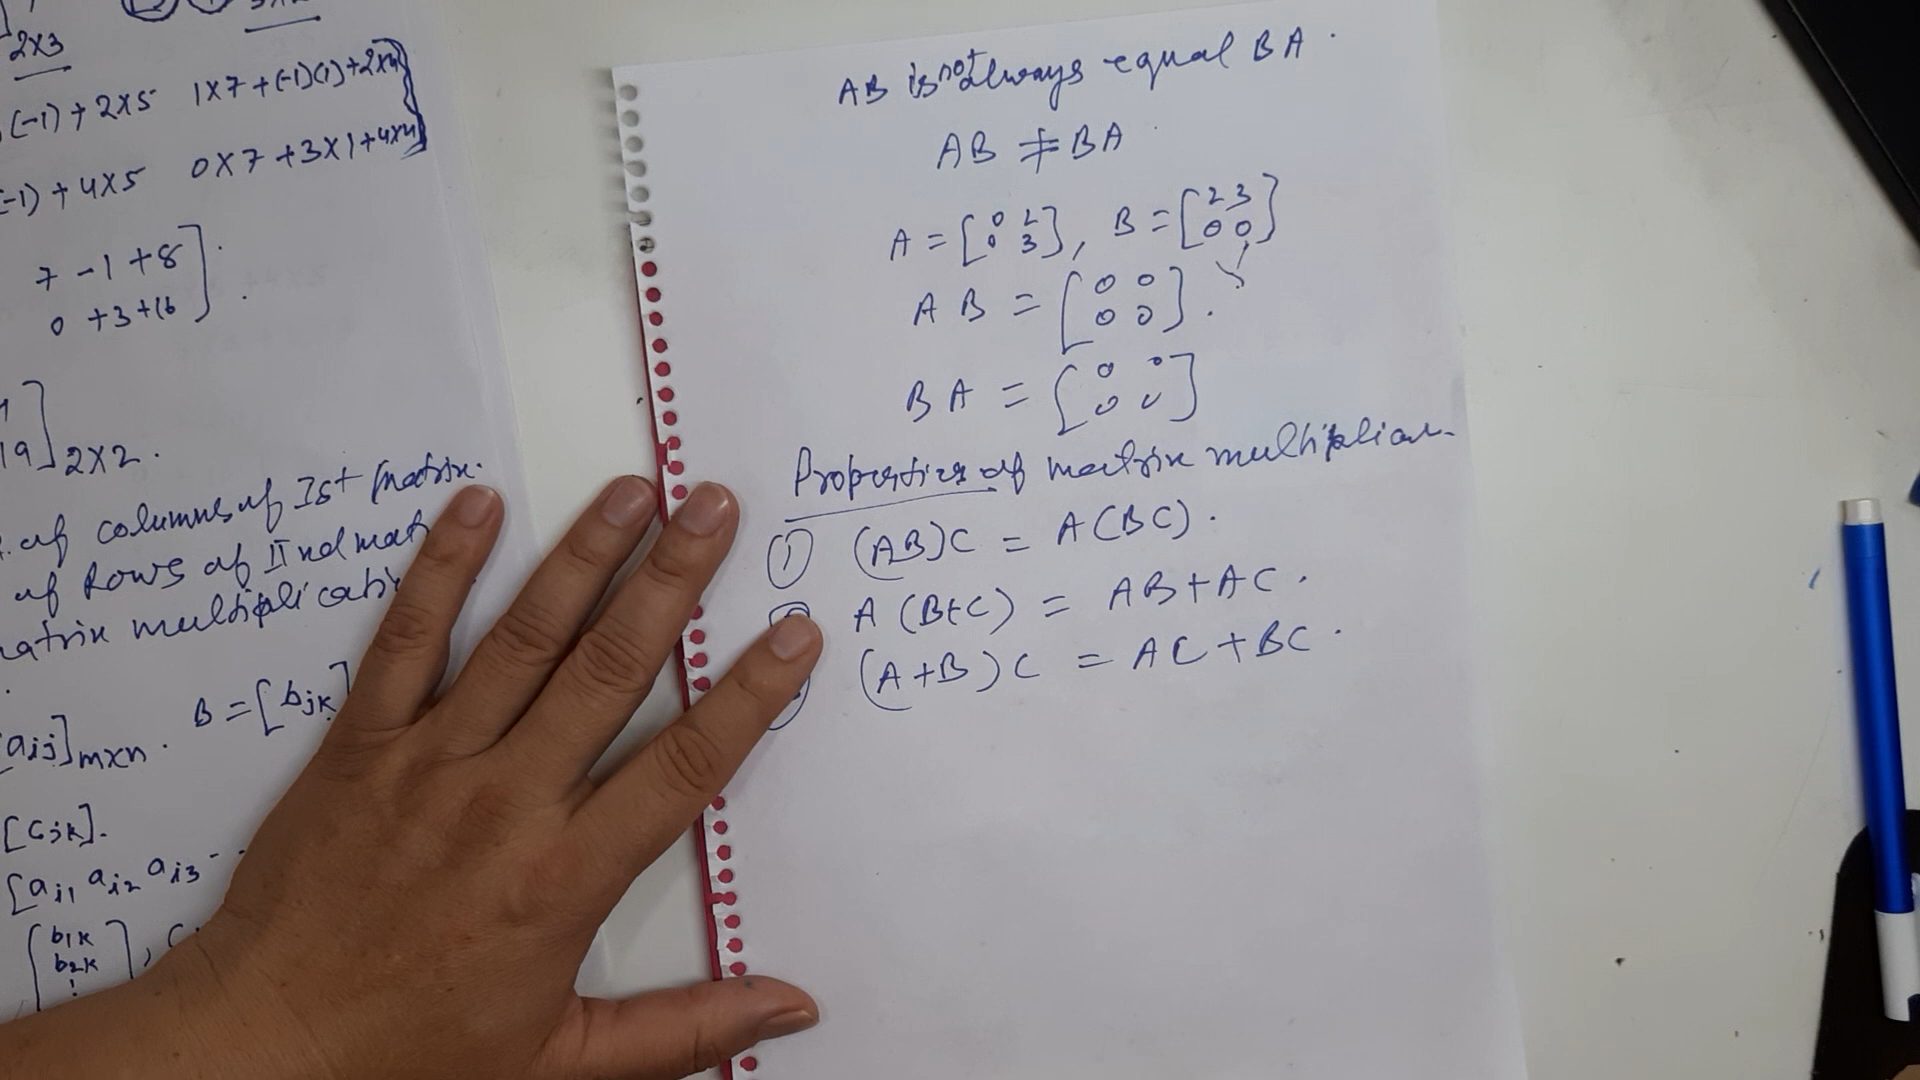 2x3
(-1) + 2x5 1x7 + (-1)(1) + 2x4
-1) + 4x5 0x7 + 3x1 + 4x4
7 - 1 + 8
0 + 3 + 16
19] 2x2.
of columns of Ist matrix.
of Rows of IInd mat
matrix multiplicati
aij] mxn. B = [bjk]
[Cjk].
[ai1 ai2 ai3 - -
b1k
b2k
AB is not always equal BA.
AB ≠ BA
A = [0 2
0 3], B = [2 3
0 0]
AB = [0 0
0 0].
BA = [0 0
0 0]
Properties of matrix multiplication
① (AB)C = A(BC).
A(B+C) = AB + AC.
(A+B)C = AC + BC.